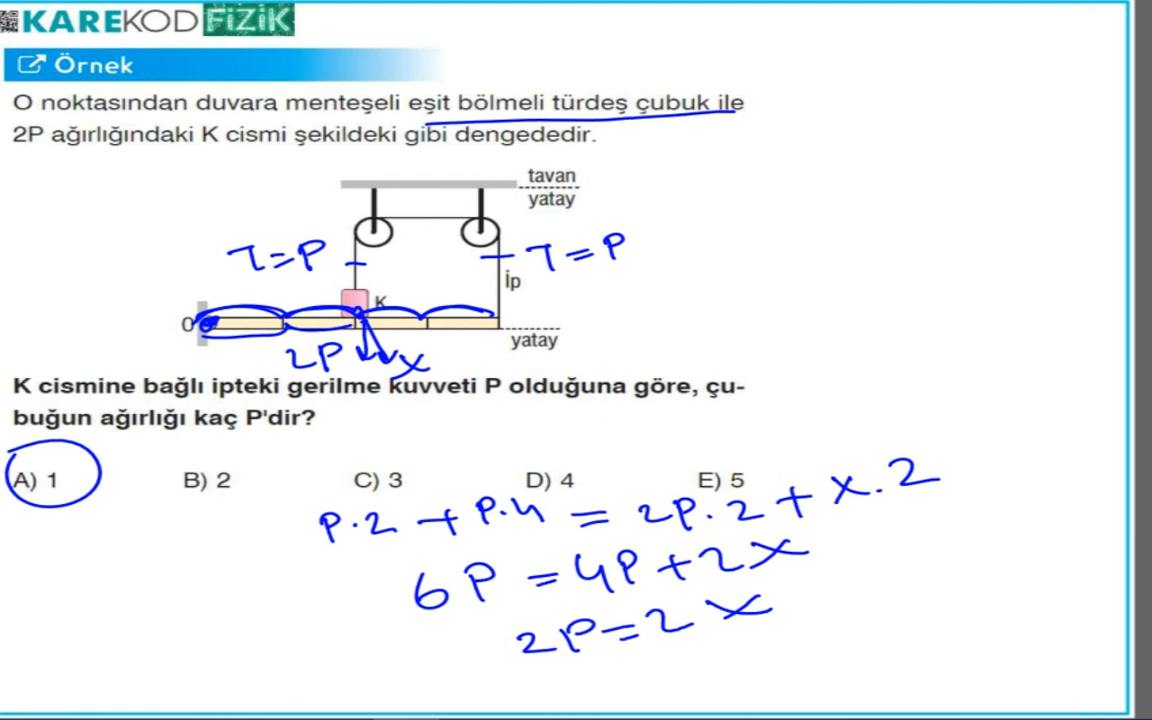 KAREKOD FİZİK
Örnek
O noktasından duvara menteşeli eşit bölmeli türdeş çubuk ile
2P ağırlığındaki K cismi şekildeki gibi dengededir.
tavan
yatay
T=P
T=P
İp
K
O
yatay
2P
x
K cismine bağlı ipteki gerilme kuvveti P olduğuna göre, çu-
buğun ağırlığı kaç P'dir?
A) 1 B) 2 C) 3 D) 4 E) 5
P.2 + P.4 = 2P.2 + x.2
6P = 4P + 2x
2P = 2x